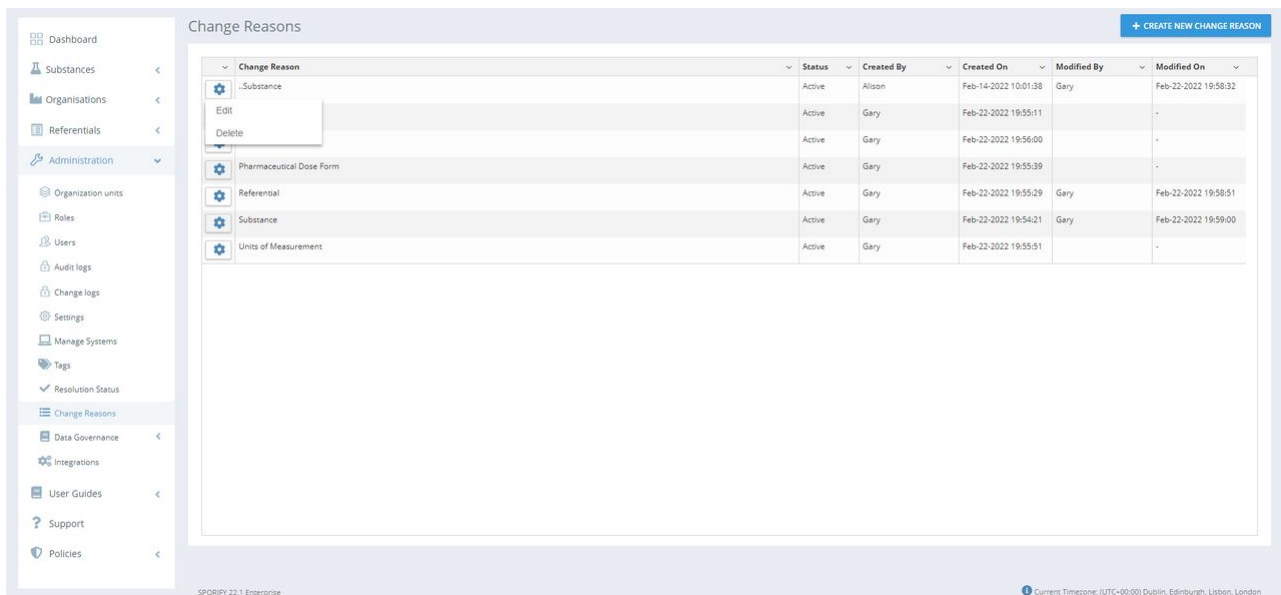 Dashboard
Substances
Organisations
Referentials
Administration
Organization units
Roles
Users
Audit logs
Change logs
Settings
Manage Systems
Tags
Resolution Status
Change Reasons
Data Governance
Integrations
User Guides
Support
Policies
Change Reasons
+ CREATE NEW CHANGE REASON
Change Reason Status Created By Created On Modified By Modified On
..Substance Active Alison Feb-14-2022 10:01:38 Gary Feb-22-2022 19:58:32
Edit
Active Gary Feb-22-2022 19:55:11 -
Delete
Active Gary Feb-22-2022 19:56:00 -
Pharmaceutical Dose Form Active Gary Feb-22-2022 19:55:39 -
Referential Active Gary Feb-22-2022 19:55:29 Gary Feb-22-2022 19:58:51
Substance Active Gary Feb-22-2022 19:54:21 Gary Feb-22-2022 19:59:00
Units of Measurement Active Gary Feb-22-2022 19:55:51 -
SPORIFY 22.1 Enterprise
Current Timezone: (UTC+00:00) Dublin, Edinburgh, Lisbon, London